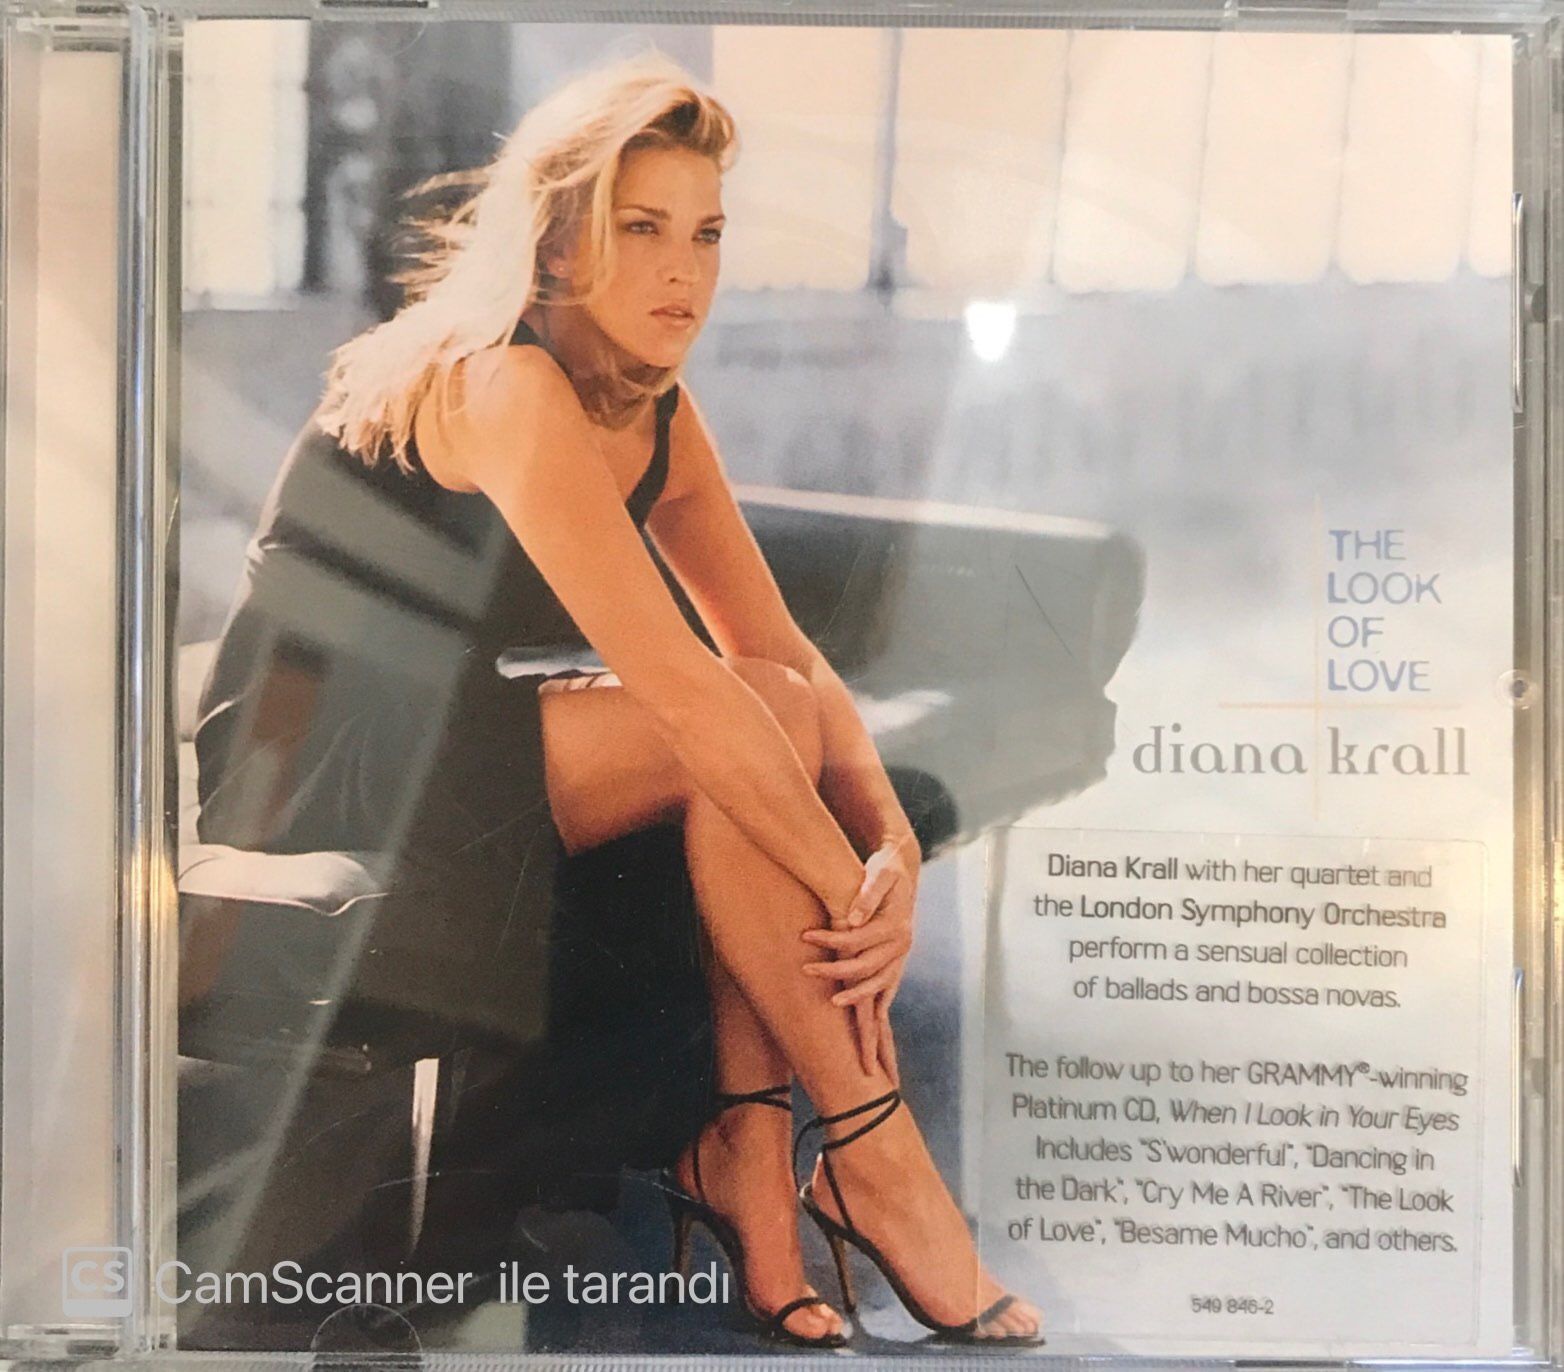 THE
LOOK
OF
LOVE
diana krall
Diana Krall with her quartet and
the London Symphony Orchestra
perform a sensual collection
of ballads and bossa novas.
The follow up to her GRAMMY®-winning
Platinum CD, When I Look in Your Eyes
Includes "S'wonderful", "Dancing in
the Dark", "Cry Me A River", "The Look
of Love", "Besame Mucho", and others.
549 846-2
CS CamScanner ile tarandı